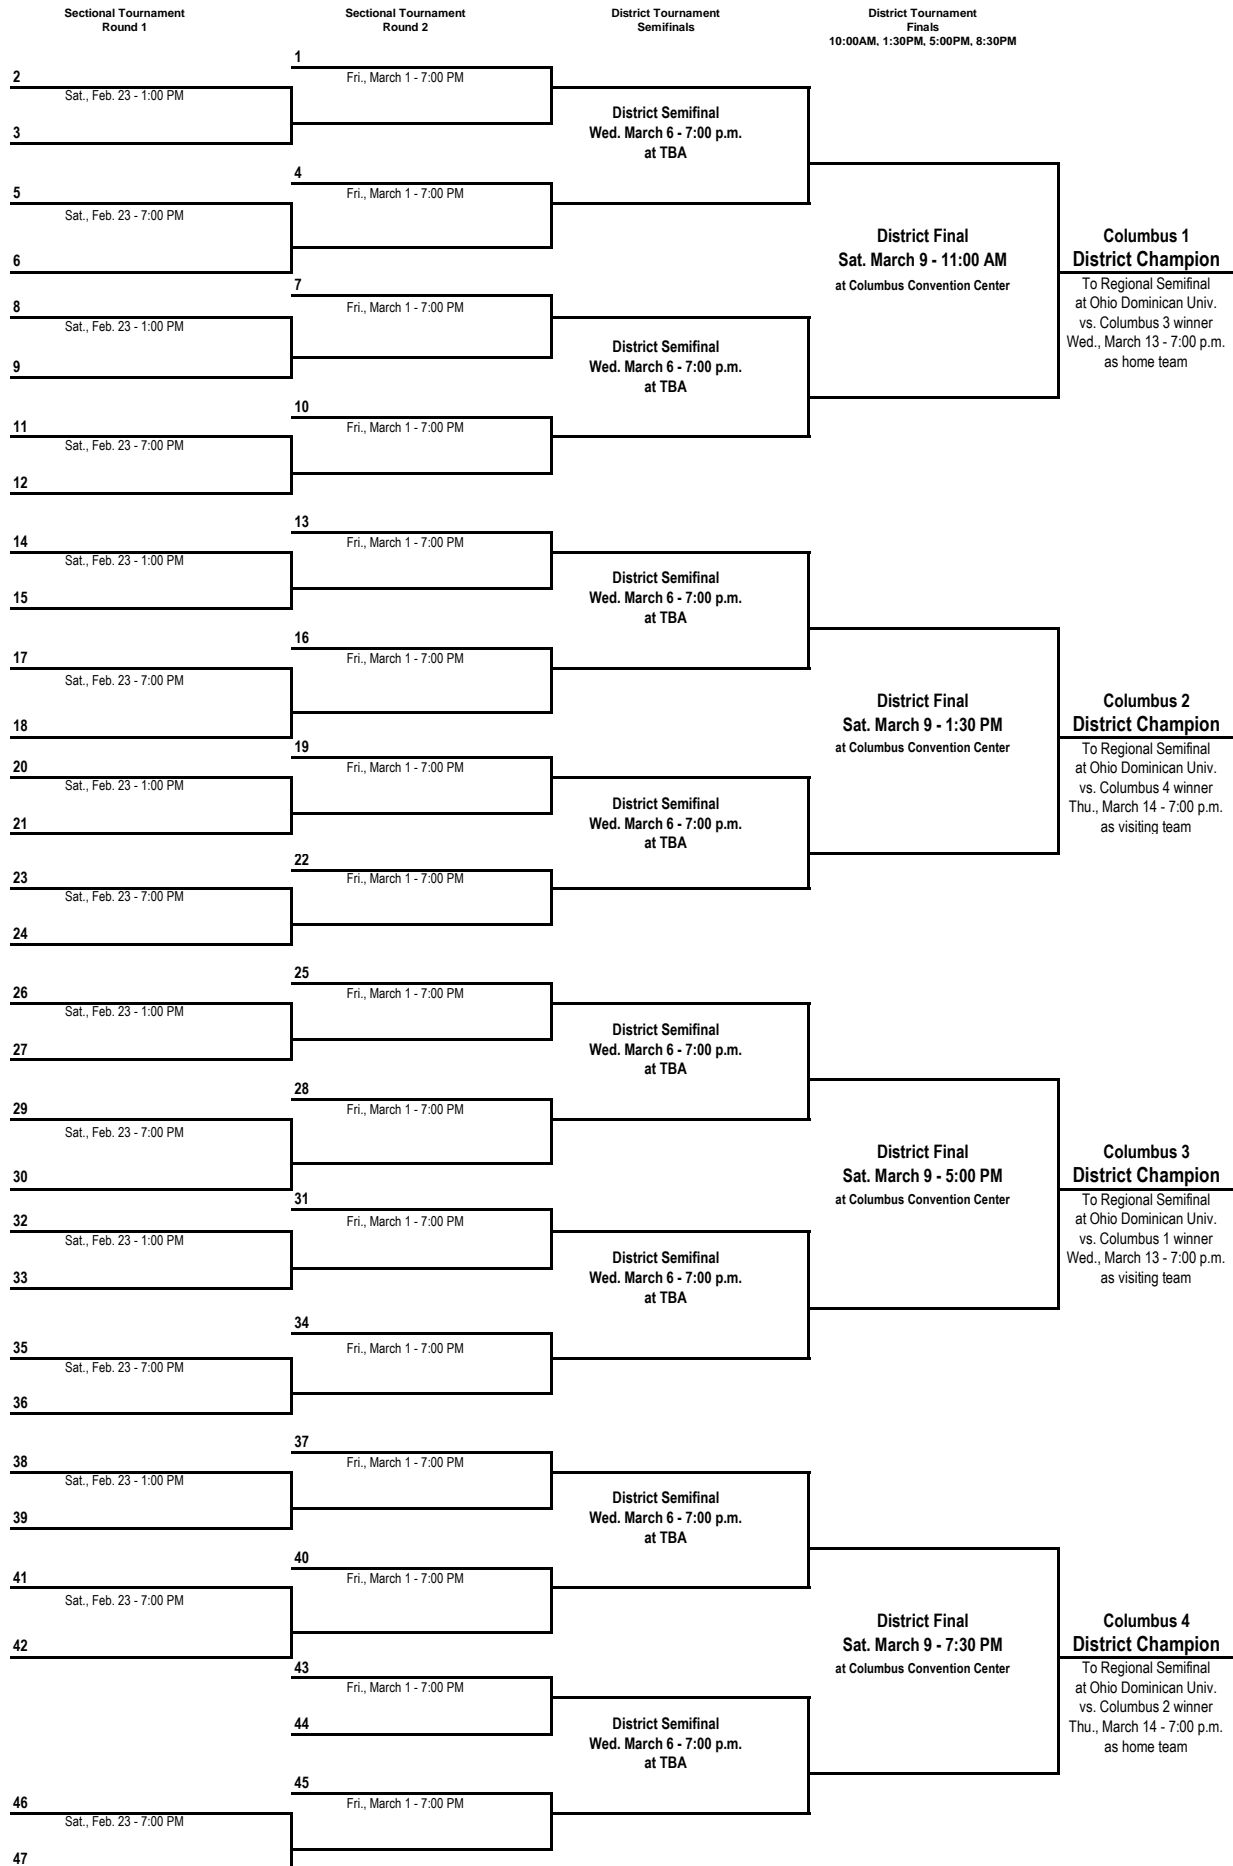 Sectional Tournament
Round 1
Sectional Tournament
Round 2
District Tournament
Semifinals
District Tournament
Finals
10:00AM, 1:30PM, 5:00PM, 8:30PM
1
2
Fri., March 1 - 7:00 PM
Sat., Feb. 23 - 1:00 PM
3
District Semifinal
Wed. March 6 - 7:00 p.m.
at TBA
4
5
Fri., March 1 - 7:00 PM
Sat., Feb. 23 - 7:00 PM
6
District Final
Sat. March 9 - 11:00 AM
at Columbus Convention Center
Columbus 1
District Champion
To Regional Semifinal
at Ohio Dominican Univ.
vs. Columbus 3 winner
Wed., March 13 - 7:00 p.m.
as home team
7
8
Fri., March 1 - 7:00 PM
Sat., Feb. 23 - 1:00 PM
9
District Semifinal
Wed. March 6 - 7:00 p.m.
at TBA
10
11
Fri., March 1 - 7:00 PM
Sat., Feb. 23 - 7:00 PM
12
13
14
Fri., March 1 - 7:00 PM
Sat., Feb. 23 - 1:00 PM
15
District Semifinal
Wed. March 6 - 7:00 p.m.
at TBA
16
17
Fri., March 1 - 7:00 PM
Sat., Feb. 23 - 7:00 PM
18
District Final
Sat. March 9 - 1:30 PM
at Columbus Convention Center
Columbus 2
District Champion
To Regional Semifinal
at Ohio Dominican Univ.
vs. Columbus 4 winner
Thu., March 14 - 7:00 p.m.
as visiting team
19
20
Fri., March 1 - 7:00 PM
Sat., Feb. 23 - 1:00 PM
21
District Semifinal
Wed. March 6 - 7:00 p.m.
at TBA
22
23
Fri., March 1 - 7:00 PM
Sat., Feb. 23 - 7:00 PM
24
25
26
Fri., March 1 - 7:00 PM
Sat., Feb. 23 - 1:00 PM
27
District Semifinal
Wed. March 6 - 7:00 p.m.
at TBA
28
29
Fri., March 1 - 7:00 PM
Sat., Feb. 23 - 7:00 PM
30
District Final
Sat. March 9 - 5:00 PM
at Columbus Convention Center
Columbus 3
District Champion
To Regional Semifinal
at Ohio Dominican Univ.
vs. Columbus 1 winner
Wed., March 13 - 7:00 p.m.
as visiting team
31
32
Fri., March 1 - 7:00 PM
Sat., Feb. 23 - 1:00 PM
33
District Semifinal
Wed. March 6 - 7:00 p.m.
at TBA
34
35
Fri., March 1 - 7:00 PM
Sat., Feb. 23 - 7:00 PM
36
37
38
Fri., March 1 - 7:00 PM
Sat., Feb. 23 - 1:00 PM
39
District Semifinal
Wed. March 6 - 7:00 p.m.
at TBA
40
41
Fri., March 1 - 7:00 PM
Sat., Feb. 23 - 7:00 PM
42
District Final
Sat. March 9 - 7:30 PM
at Columbus Convention Center
Columbus 4
District Champion
To Regional Semifinal
at Ohio Dominican Univ.
vs. Columbus 2 winner
Thu., March 14 - 7:00 p.m.
as home team
43
Fri., March 1 - 7:00 PM
44
District Semifinal
Wed. March 6 - 7:00 p.m.
at TBA
45
46
Fri., March 1 - 7:00 PM
Sat., Feb. 23 - 7:00 PM
47